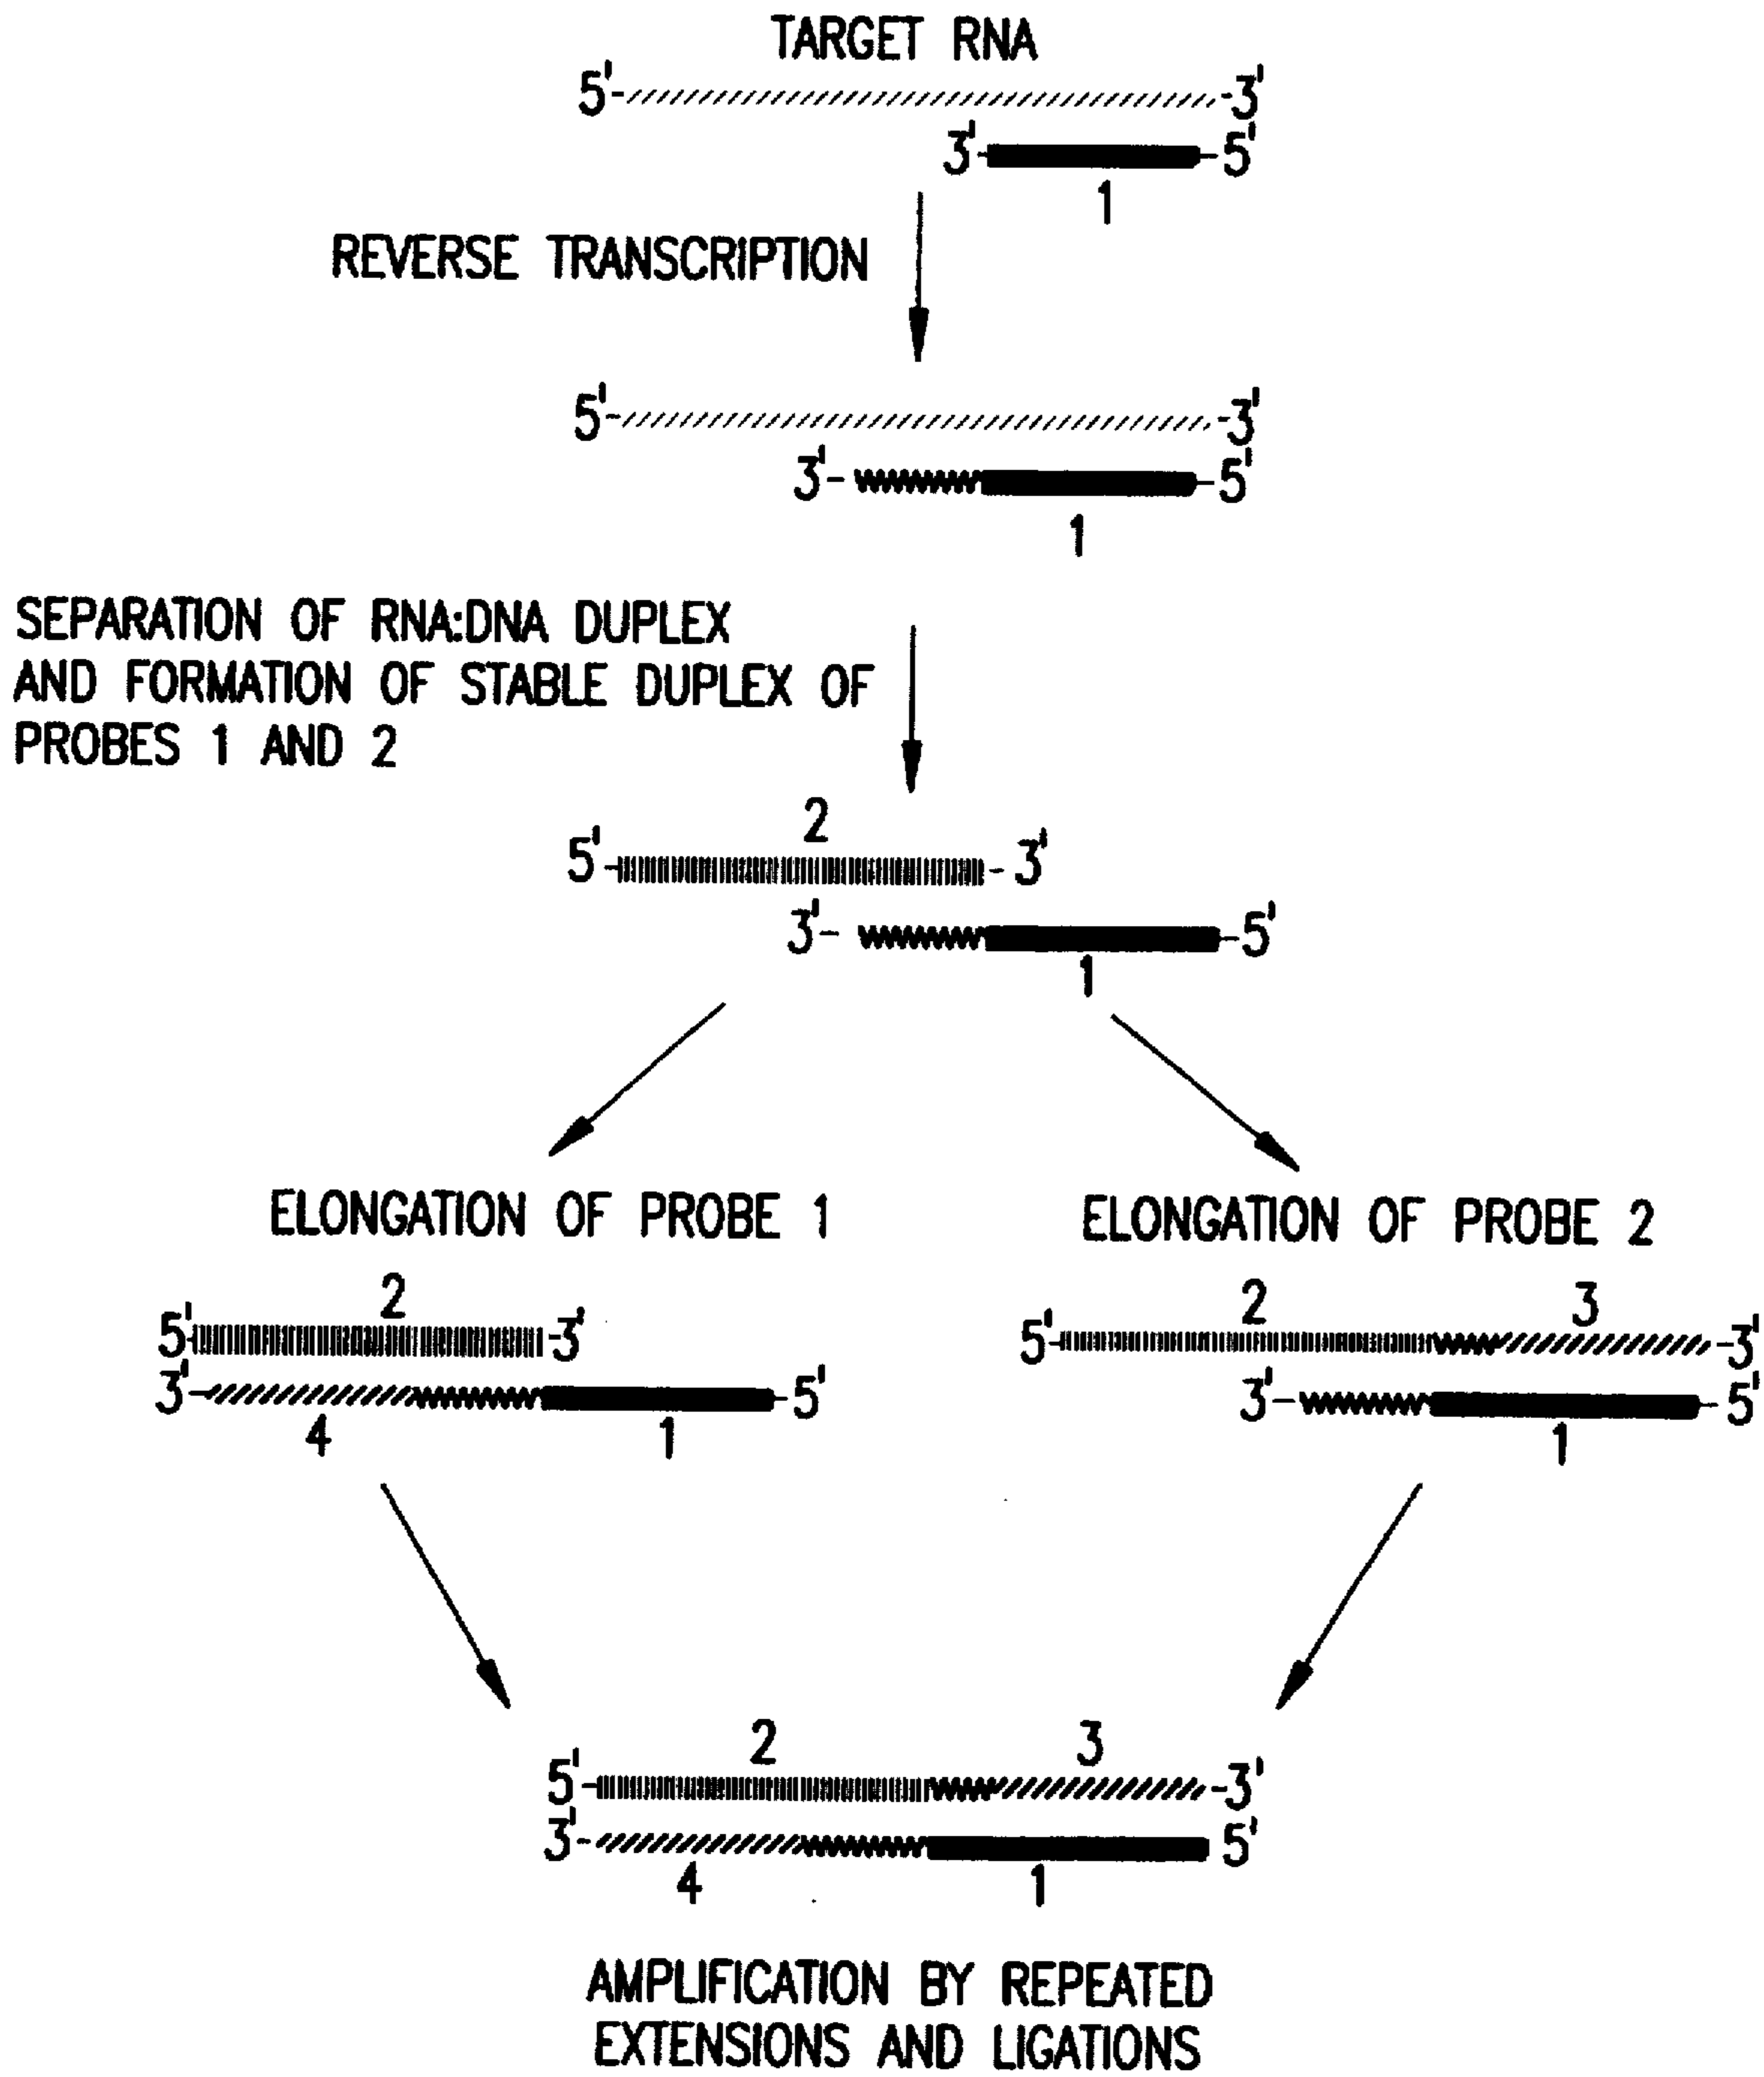 TARGET RNA
5'- -3'
3'- -5'
1
REVERSE TRANSCRIPTION
5'- -3'
3'- -5'
1
SEPARATION OF RNA:DNA DUPLEX
AND FORMATION OF STABLE DUPLEX OF
PROBES 1 AND 2
2
5'- -3'
3'- -5'
1
ELONGATION OF PROBE 1
2
5'- -3'
3'- -5'
4 1
ELONGATION OF PROBE 2
2 3
5'- -3'
3'- -5'
1
2 3
5'- -3'
3'- 5'
4 1
AMPLIFICATION BY REPEATED
EXTENSIONS AND LIGATIONS